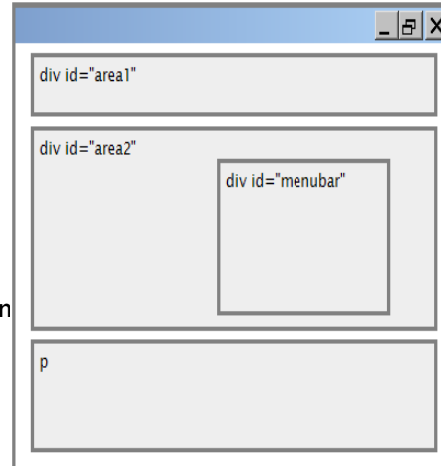 div id="area1"
div id="area2"
div id="menubar"
n
p